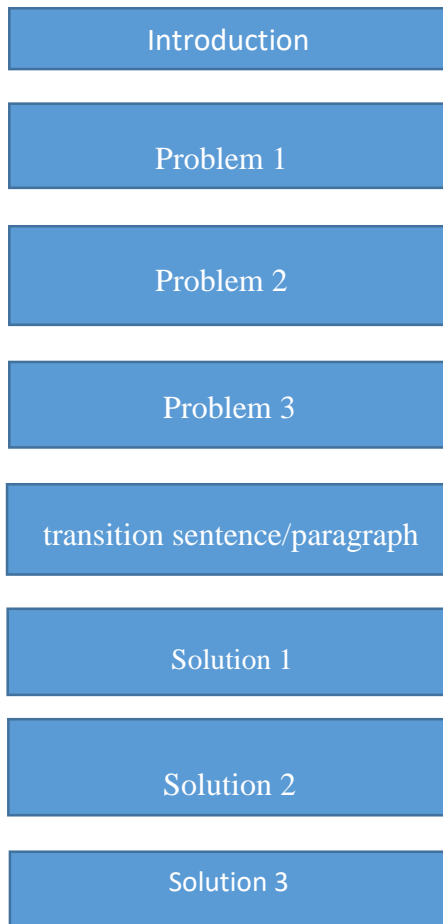 Introduction
Problem 1
Problem 2
Problem 3
transition sentence/paragraph
Solution 1
Solution 2
Solution 3